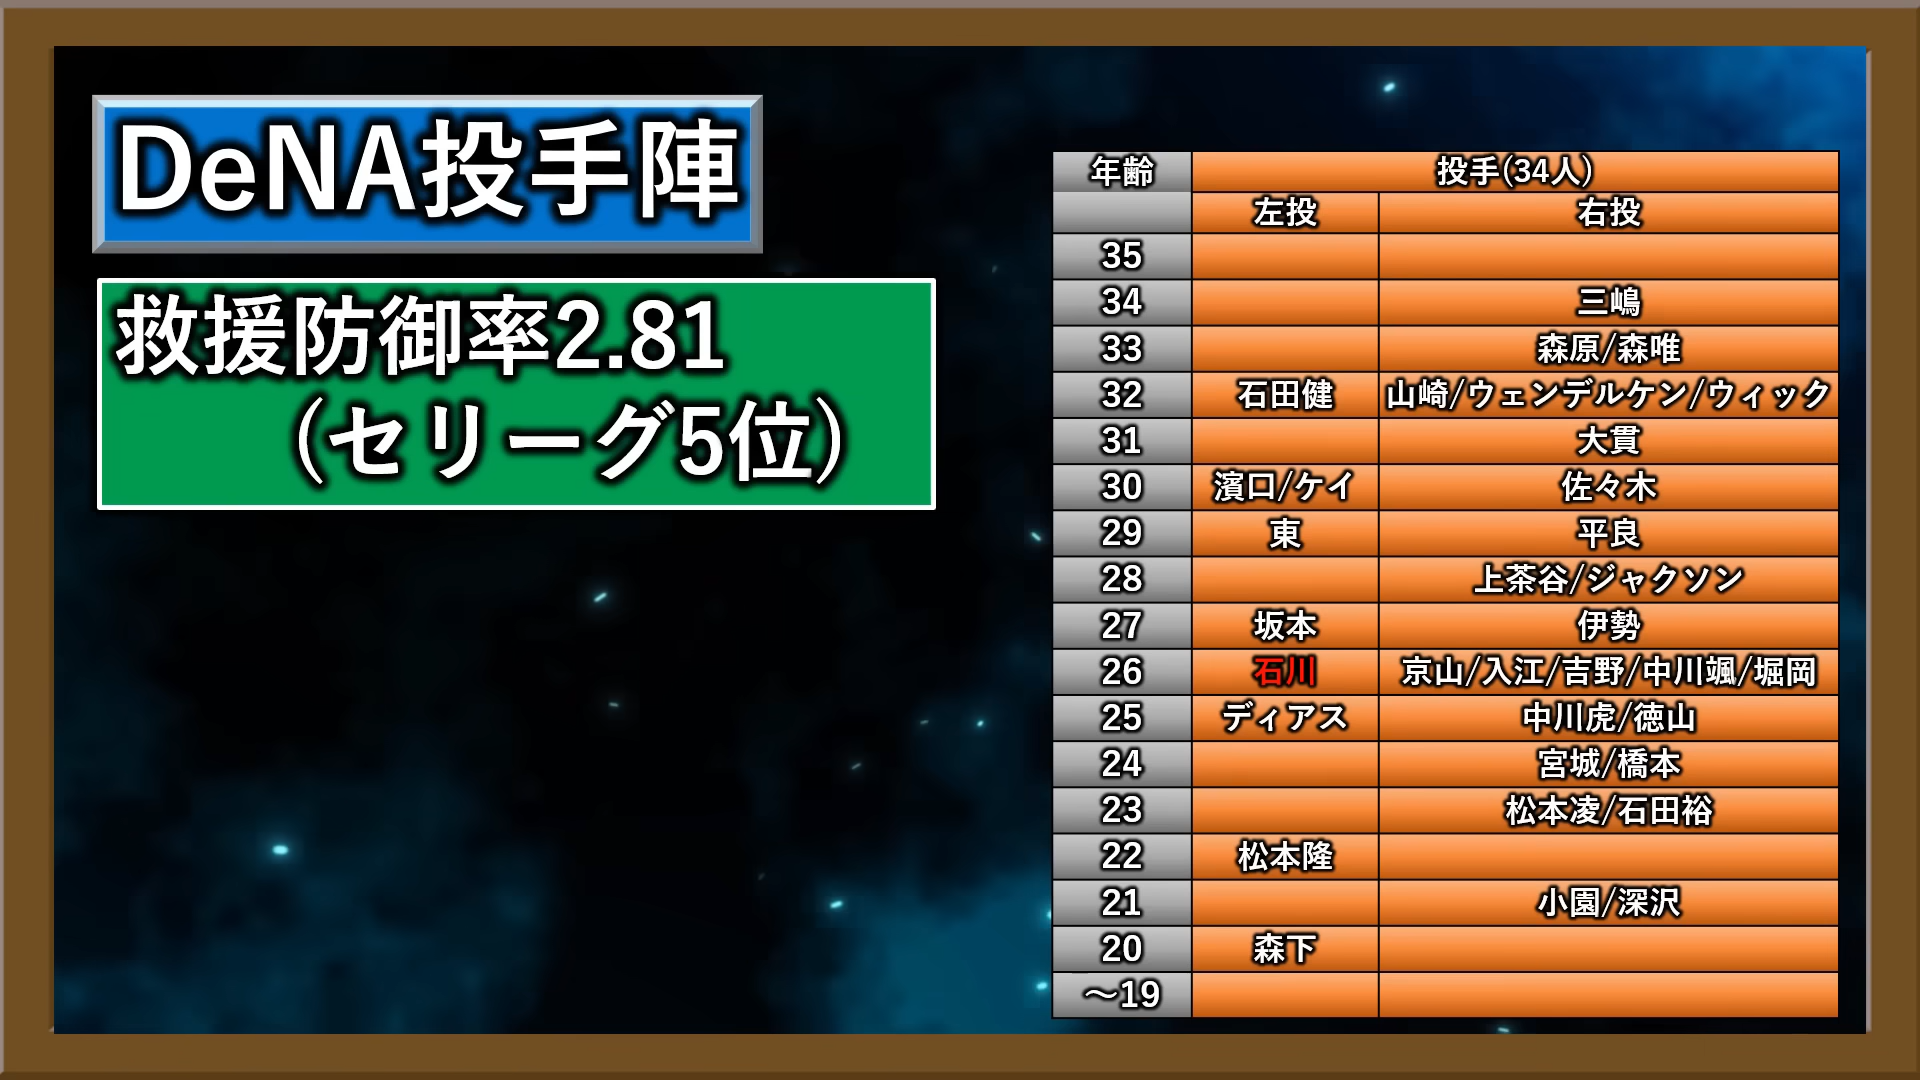 DeNA投手陣
救援防御率2.81
（セリーグ5位）
年齢 投手(34人)
左投 右投
35
34 三嶋
33 森原/森唯
32 石田健 山崎/ウェンデルケン/ウィック
31 大貫
30 濱口/ケイ 佐々木
29 東 平良
28 上茶谷/ジャクソン
27 坂本 伊勢
26 石川 京山/入江/吉野/中川颯/堀岡
25 ディアス 中川虎/徳山
24 宮城/橋本
23 松本凌/石田裕
22 松本隆
21 小園/深沢
20 森下
～19